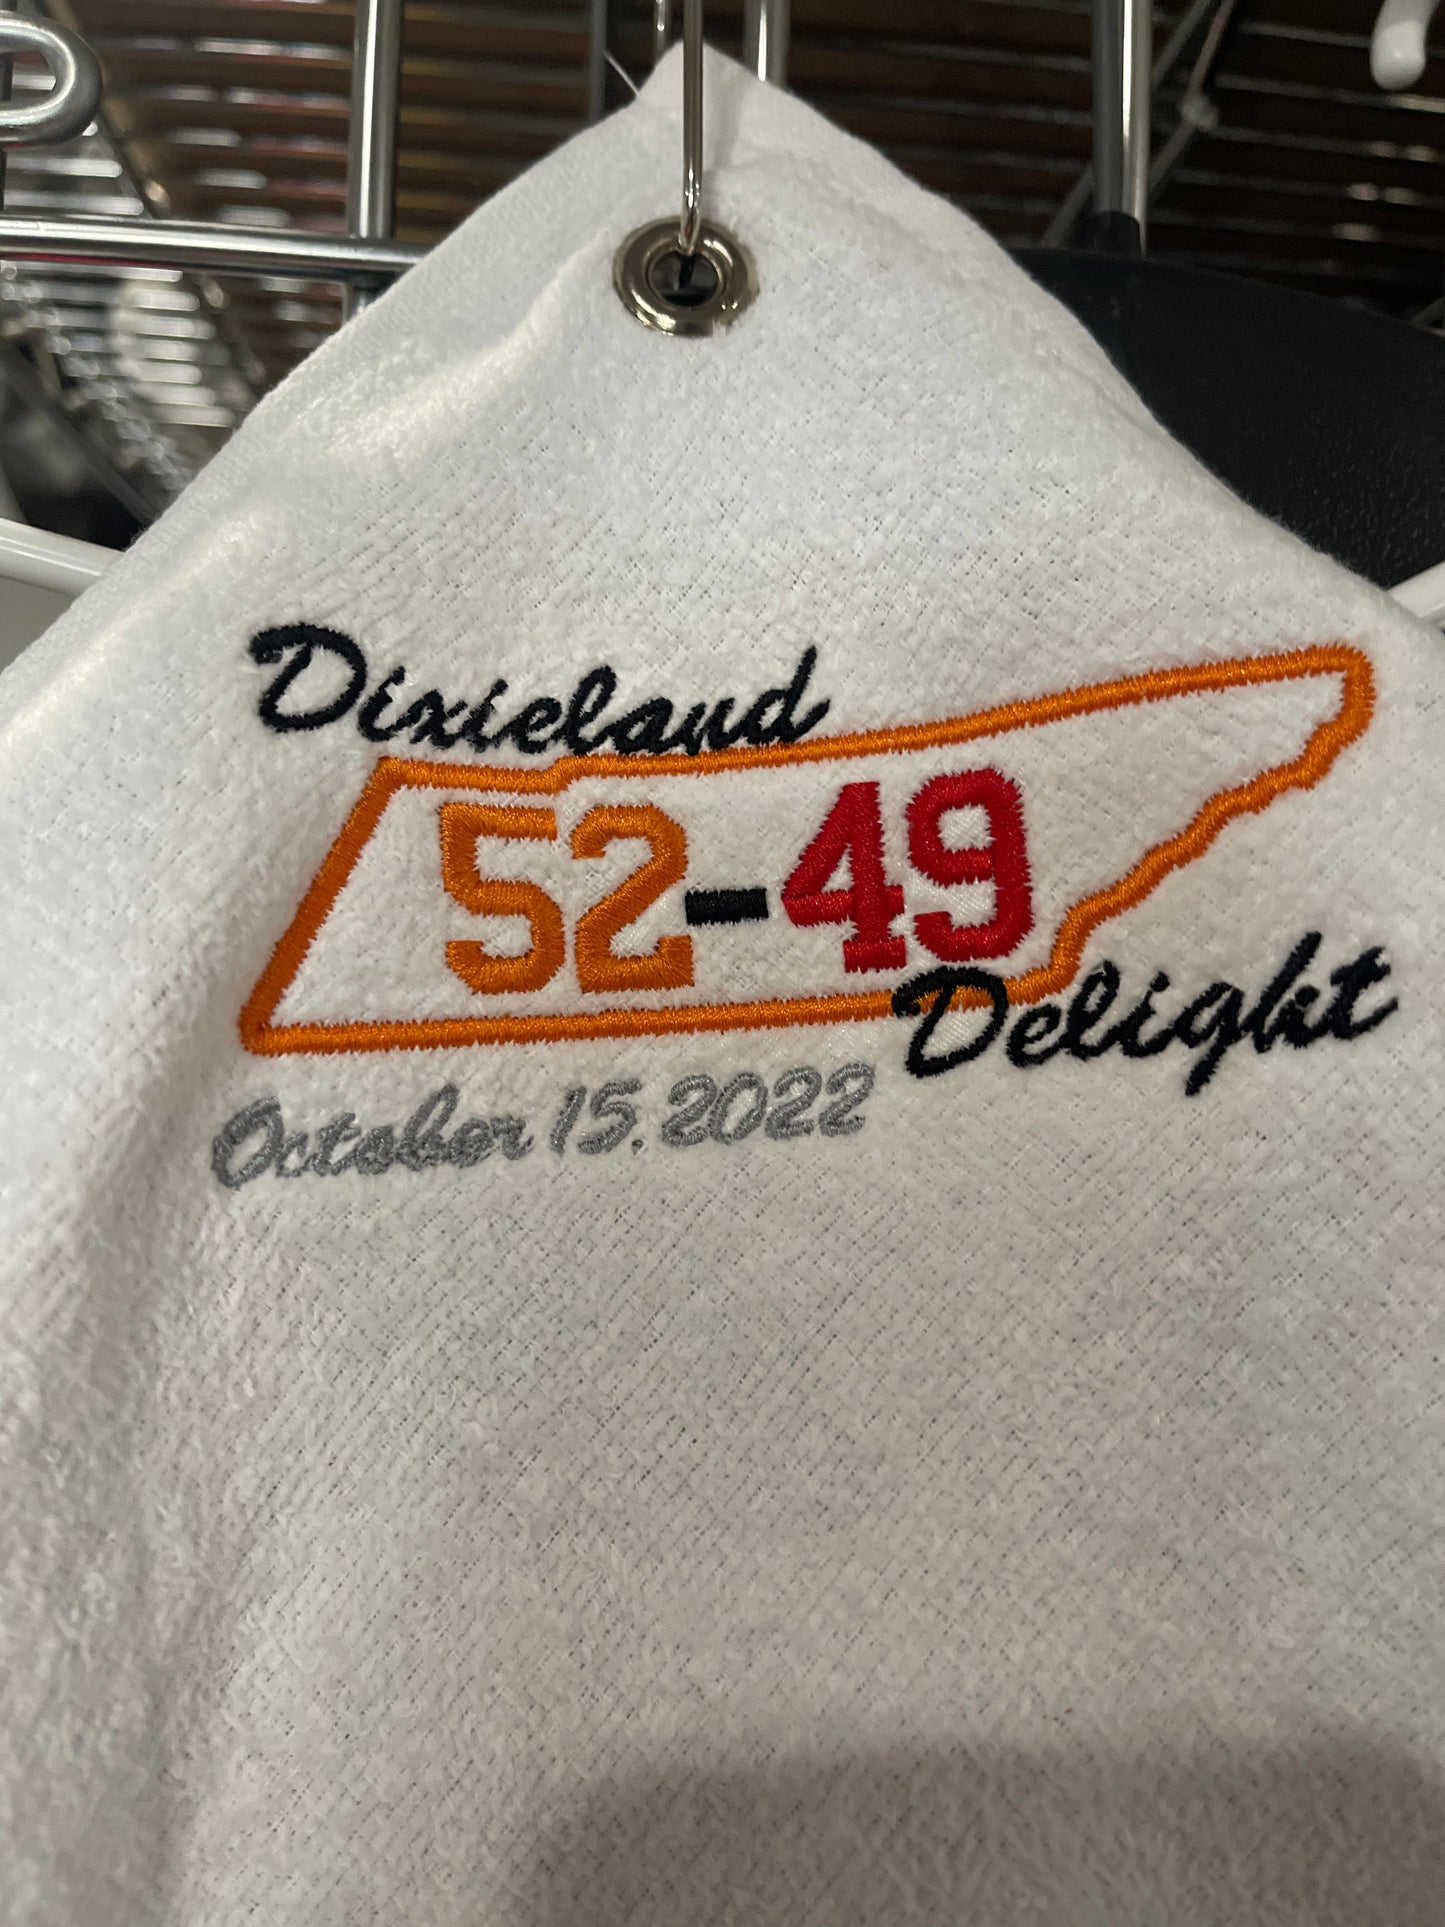 Dixieland
52-49
Delight
October 15, 2022